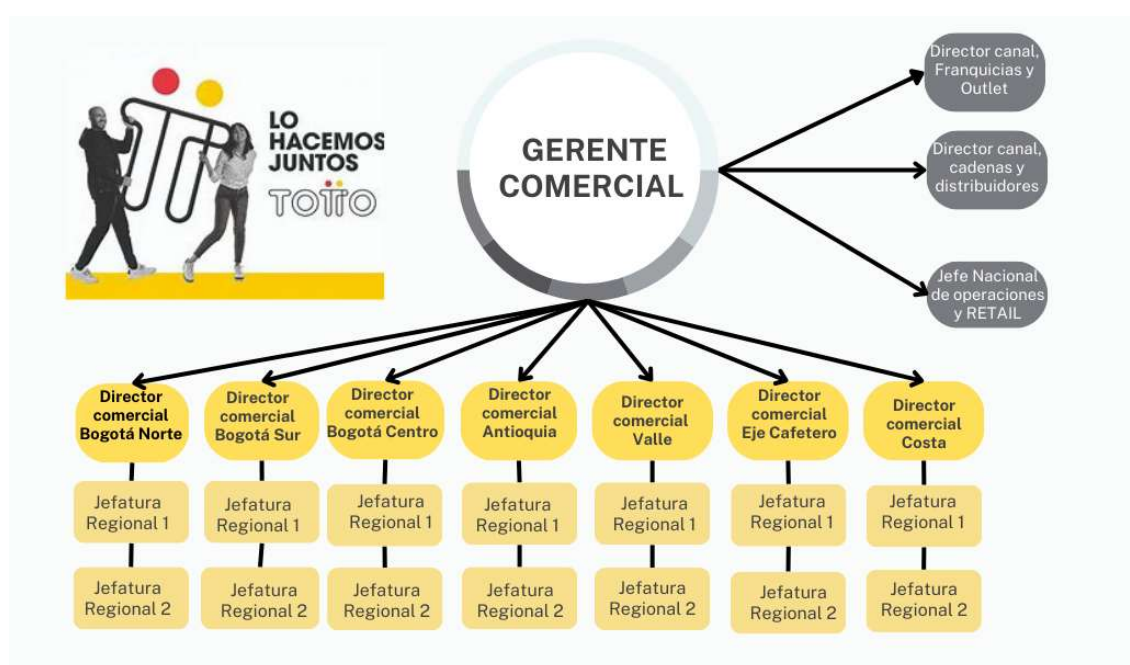 LO
HACEMOS
JUNTOS
TOTTO
GERENTE
COMERCIAL
Director canal,
Franquicias y
Outlet
Director canal,
cadenas y
distribuidores
Jefe Nacional
de operaciones
y RETAIL
Director
comercial
Bogotá Norte
Director
comercial
Bogotá Sur
Director
comercial
Bogotá Centro
Director
comercial
Antioquia
Director
comercial
Valle
Director
comercial
Eje Cafetero
Director
comercial
Costa
Jefatura
Regional 1
Jefatura
Regional 1
Jefatura
Regional 1
Jefatura
Regional 1
Jefatura
Regional 1
Jefatura
Regional 1
Jefatura
Regional 1
Jefatura
Regional 2
Jefatura
Regional 2
Jefatura
Regional 2
Jefatura
Regional 2
Jefatura
Regional 2
Jefatura
Regional 2
Jefatura
Regional 2